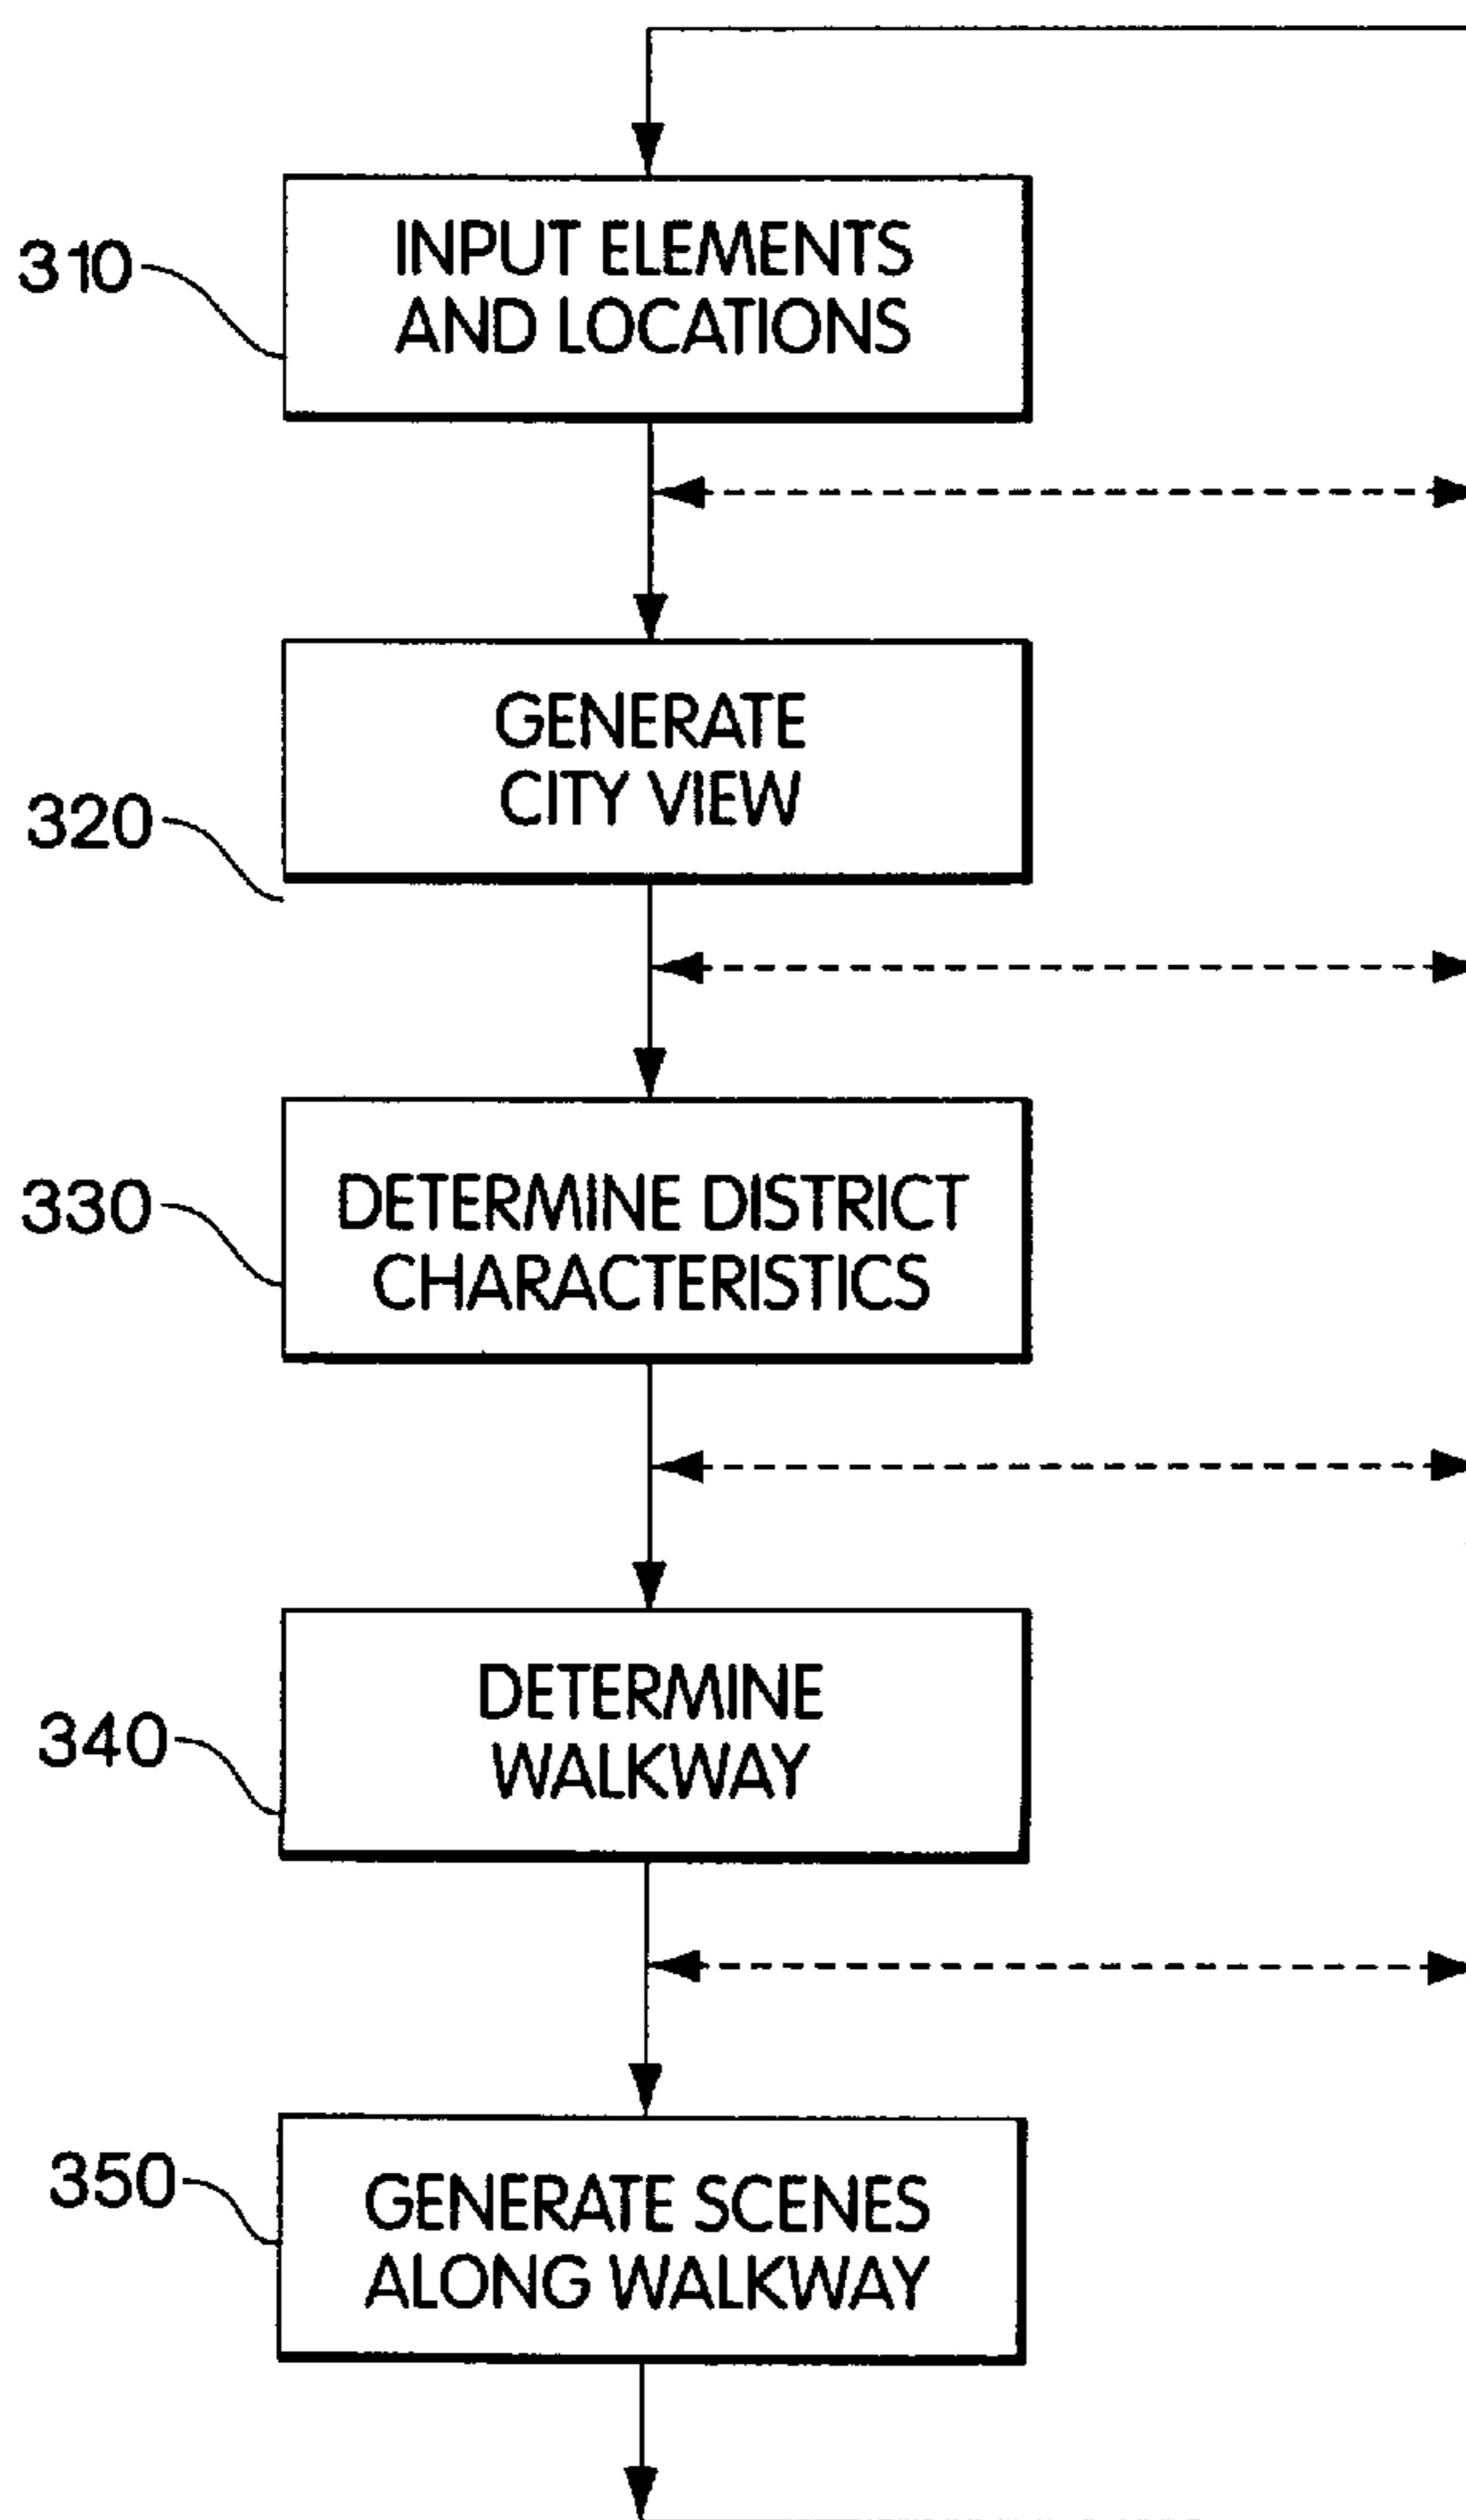 310
INPUT ELEMENTS
AND LOCATIONS
320
GENERATE
CITY VIEW
330
DETERMINE DISTRICT
CHARACTERISTICS
340
DETERMINE
WALKWAY
350
GENERATE SCENES
ALONG WALKWAY